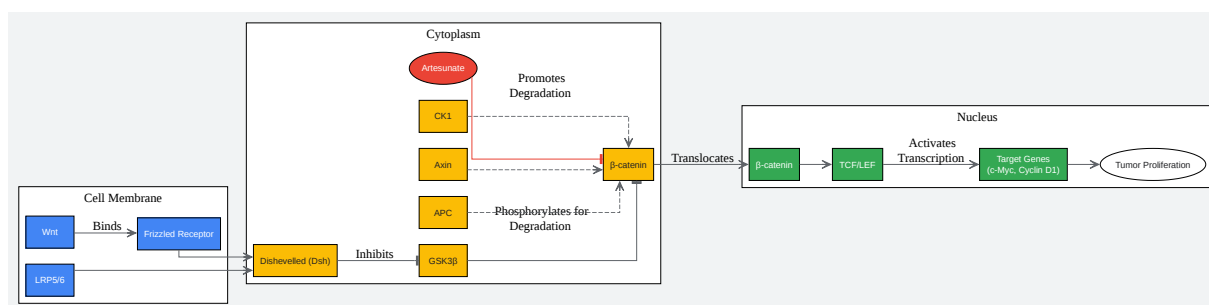 Cytoplasm
Artesunate
Promotes
Degradation
CK1
Axin
β-catenin
APC
Phosphorylates for
Degradation
Dishevelled (Dsh)
Inhibits
GSK3β
Cell Membrane
Wnt
Binds
Frizzled Receptor
LRP5/6
Translocates
Nucleus
β-catenin
TCF/LEF
Activates
Transcription
Target Genes
(c-Myc, Cyclin D1)
Tumor Proliferation